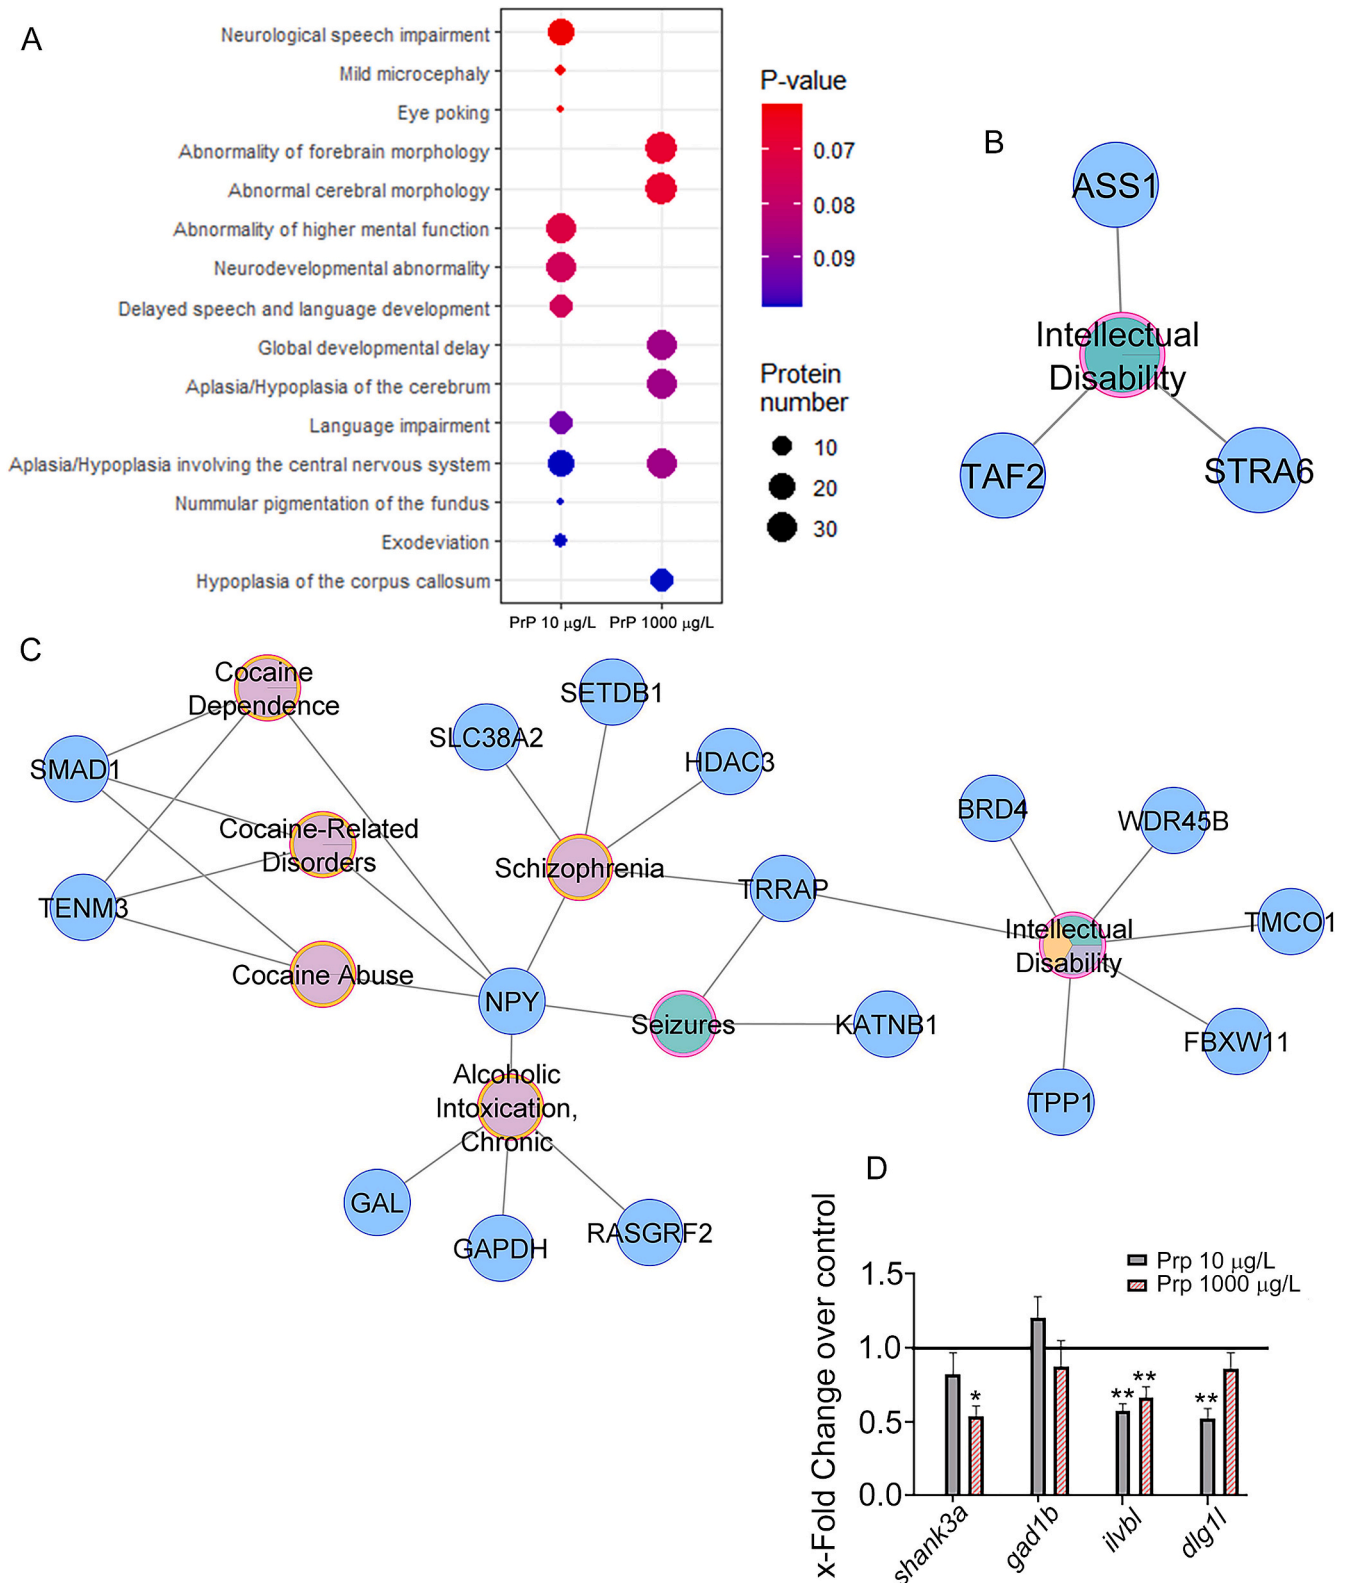 A
Neurological speech impairment
Mild microcephaly
Eye poking
Abnormality of forebrain morphology
Abnormal cerebral morphology
Abnormality of higher mental function
Neurodevelopmental abnormality
Delayed speech and language development
Global developmental delay
Aplasia/Hypoplasia of the cerebrum
Language impairment
Aplasia/Hypoplasia involving the central nervous system
Nummular pigmentation of the fundus
Exodeviation
Hypoplasia of the corpus callosum
PrP 10 µg/L PrP 1000 µg/L
P-value
0.07
0.08
0.09
Protein
number
10
20
30
B
ASS1
Intellectual
Disability
TAF2
STRA6
C
Cocaine
Dependence
SMAD1
Cocaine-Related
Disorders
TENM3
Cocaine Abuse
SLC38A2
SETDB1
HDAC3
Schizophrenia
TRRAP
NPY
Seizures
KATNB1
Alcoholic
Intoxication,
Chronic
GAL
GAPDH
RASGRF2
BRD4
WDR45B
Intellectual
Disability
TMCO1
FBXW11
TPP1
D
x-Fold Change over control
Prp 10 µg/L
Prp 1000 µg/L
1.5
1.0
0.5
0.0
*
**
**
**
shank3a
gad1b
ilvbl
dlg1l